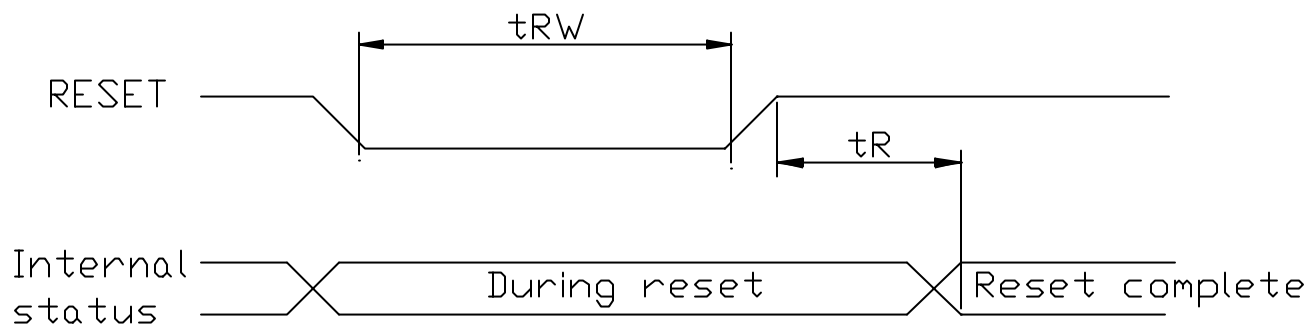 tRW
RESET
tR
Internal
status
During reset
Reset complete